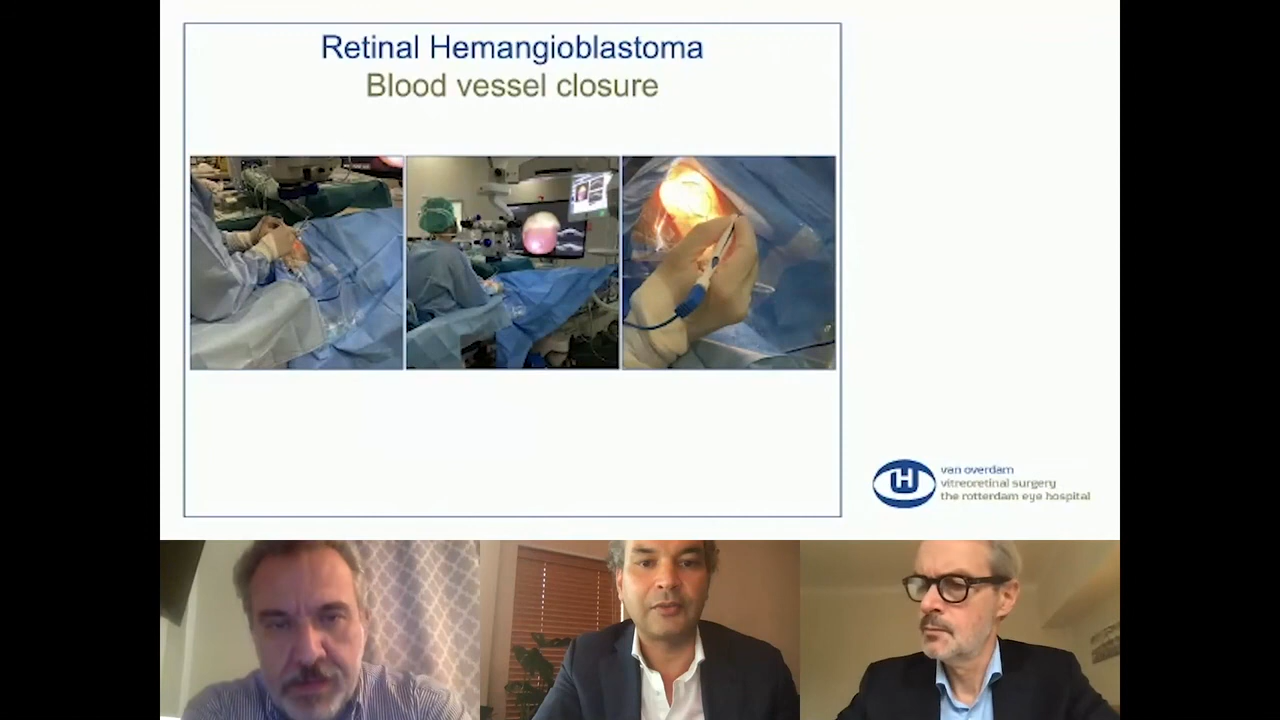 Retinal Hemangioblastoma
Blood vessel closure
H
van overdam
vitreoretinal surgery
the rotterdam eye hospital